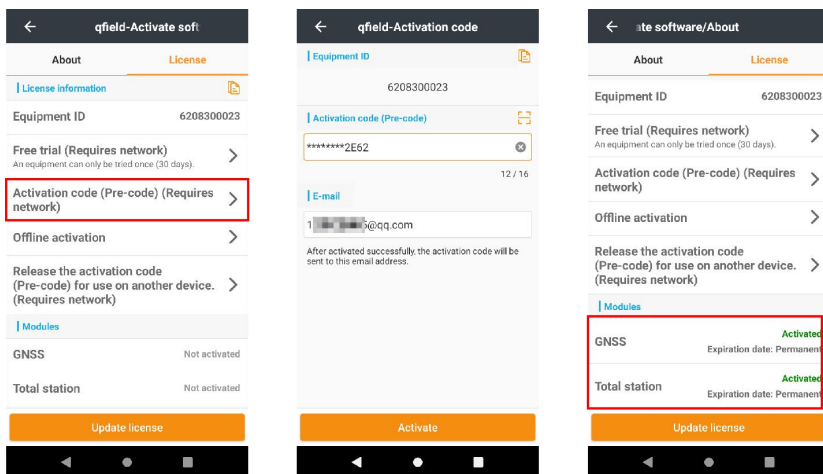 qfield-Activate soft
About License
License information
Equipment ID 6208300023
Free trial (Requires network)
An equipment can only be tried once (30 days).
Activation code (Pre-code) (Requires
network)
Offline activation
Release the activation code
(Pre-code) for use on another device.
(Requires network)
Modules
GNSS Not activated
Total station Not activated
Update license
qfield-Activation code
Equipment ID
6208300023
Activation code (Pre-code)
********2E62
12 / 16
E-mail
1 @qq.com
After activated successfully, the activation code will be
sent to this email address.
Activate
ate software/About
About License
Equipment ID 6208300023
Free trial (Requires network)
An equipment can only be tried once (30 days).
Activation code (Pre-code) (Requires
network)
Offline activation
Release the activation code
(Pre-code) for use on another device.
(Requires network)
Modules
GNSS Activated
Expiration date: Permanent
Total station Activated
Expiration date: Permanent
Update license